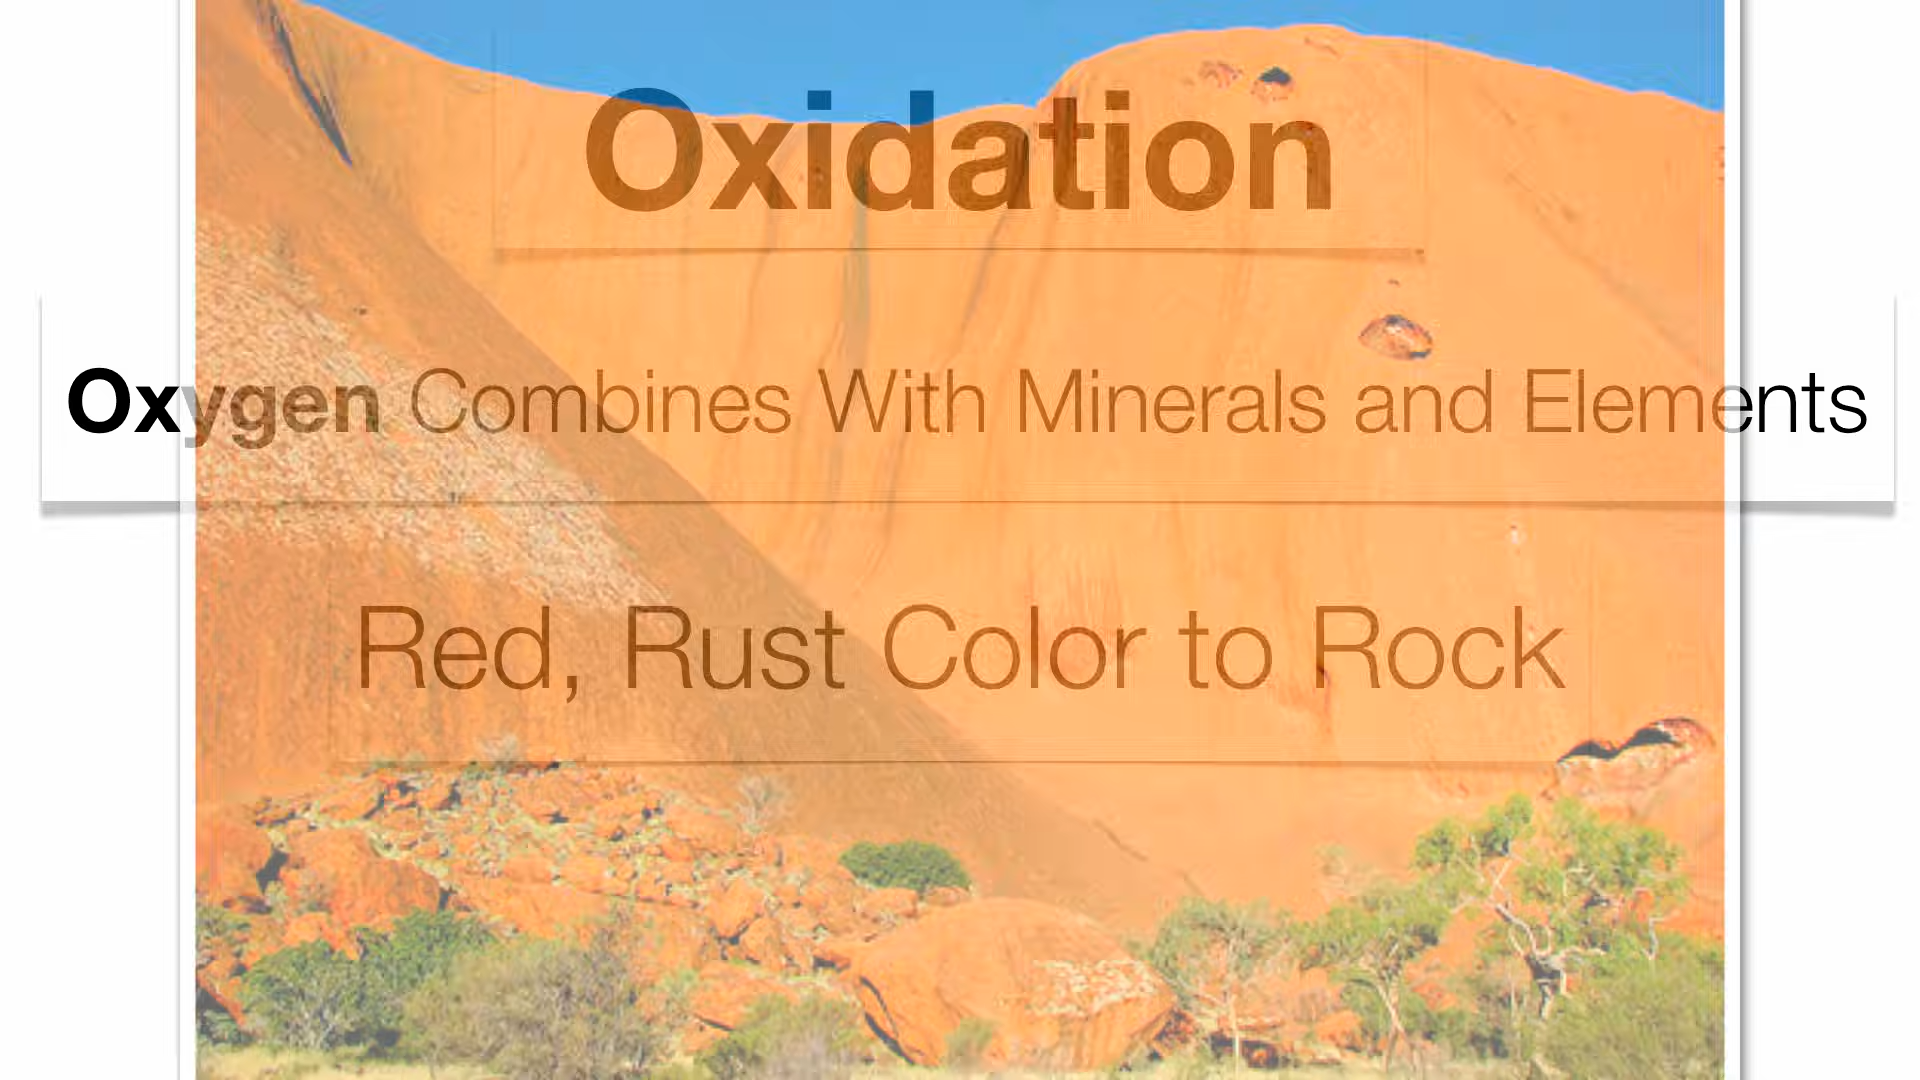 Oxidation
Oxygen Combines With Minerals and Elements
Red, Rust Color to Rock